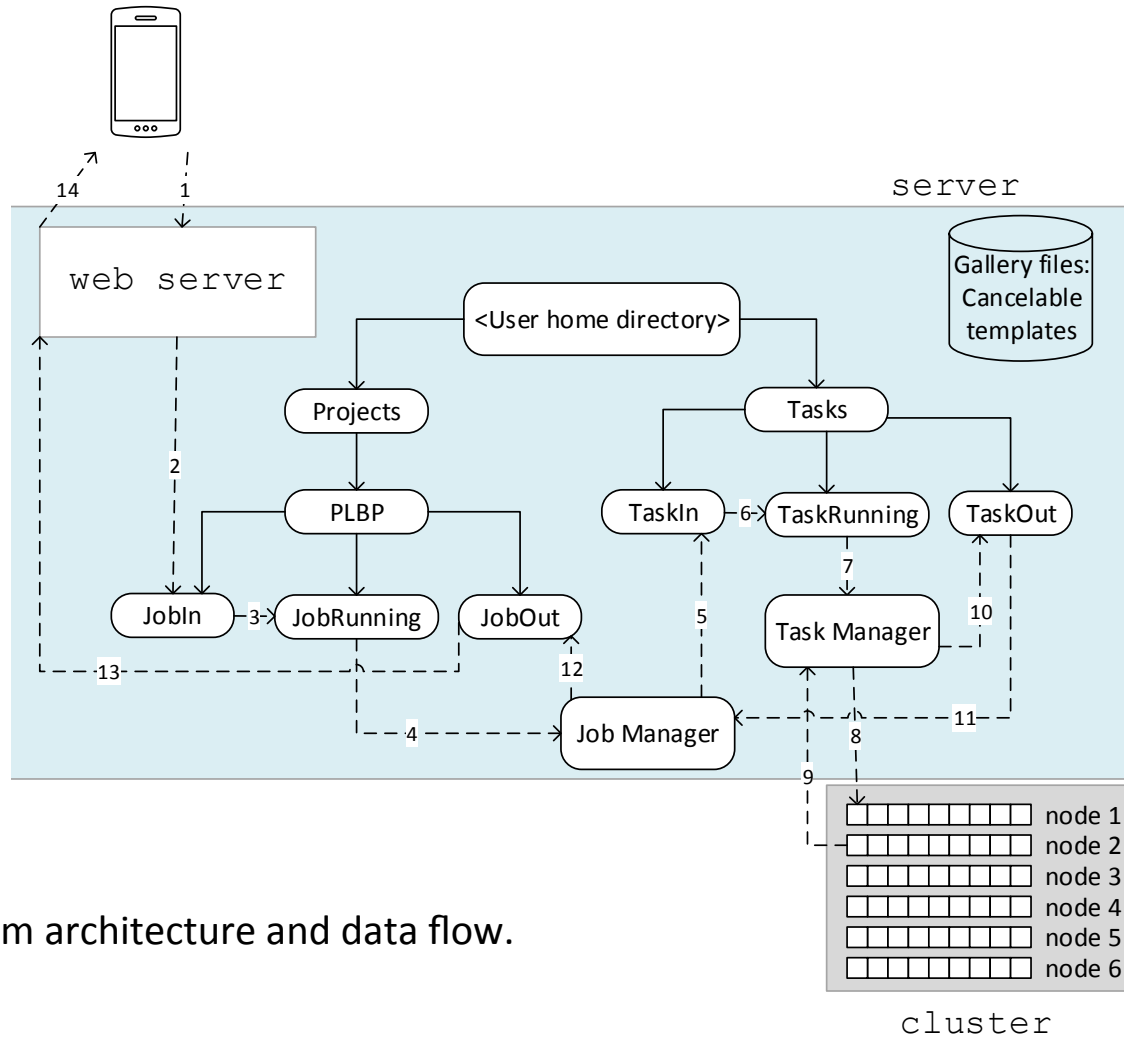 14
1
server
web server
Gallery files:
Cancelable
templates
<User home directory>
Projects
Tasks
2
PLBP
TaskIn
6
TaskRunning
TaskOut
7
JobIn
3
JobRunning
JobOut
5
Task Manager
10
13
12
4
Job Manager
11
8
9
node 1
node 2
node 3
node 4
node 5
node 6
m architecture and data flow.
cluster